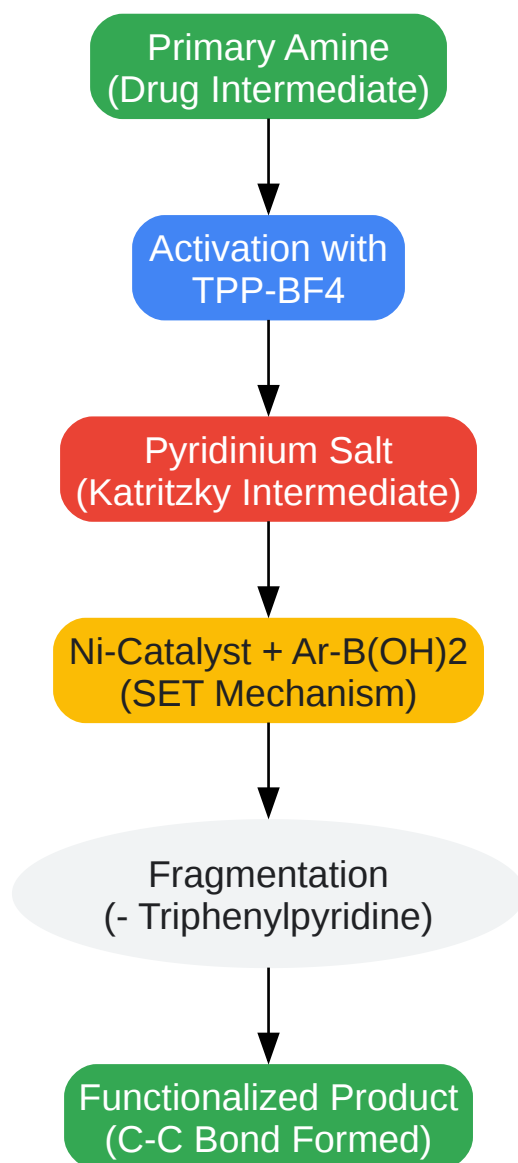 Primary Amine
(Drug Intermediate)
Activation with
TPP-BF4
Pyridinium Salt
(Katritzky Intermediate)
Ni-Catalyst + Ar-B(OH)2
(SET Mechanism)
Fragmentation
(- Triphenylpyridine)
Functionalized Product
(C-C Bond Formed)